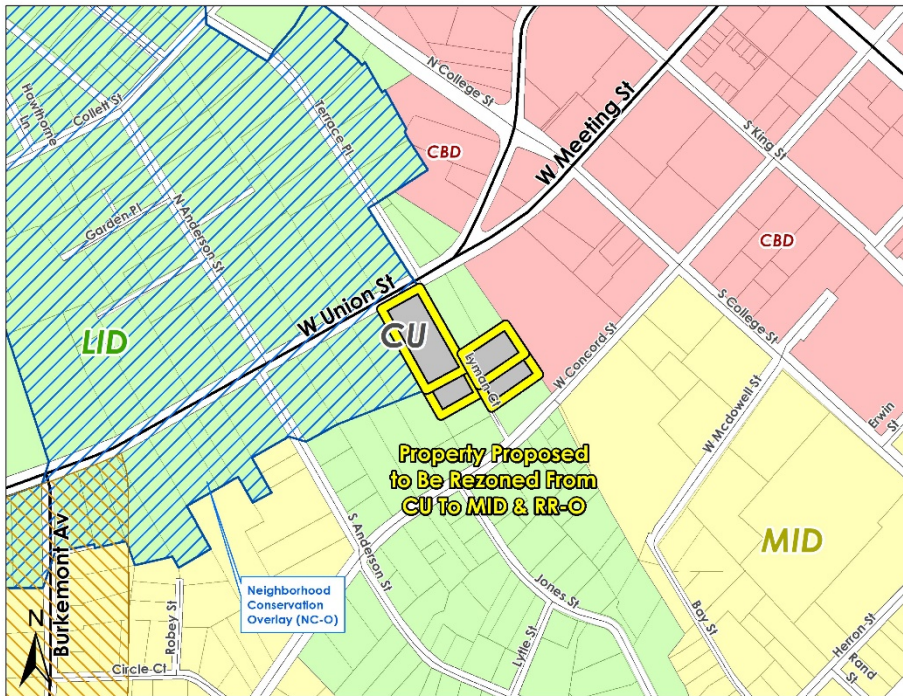 N College St
W Meeting St
Hawthorne
Ln
Collett St
Terrace Pl
CBD
S King St
N Anderson St
Garden Pl
CBD
W Union St
LID
CU
S College St
Lyman Ct
W Concord St
W Mcdowell St
Erwin
St
Property Proposed
to Be Rezoned From
CU To MID & RR-O
MID
S Anderson St
Burkemont Av
N
Neighborhood
Conservation
Overlay (NC-O)
Robey St
Jones St
Lytle St
Bay St
Herron St
Rand
St
Circle Ct